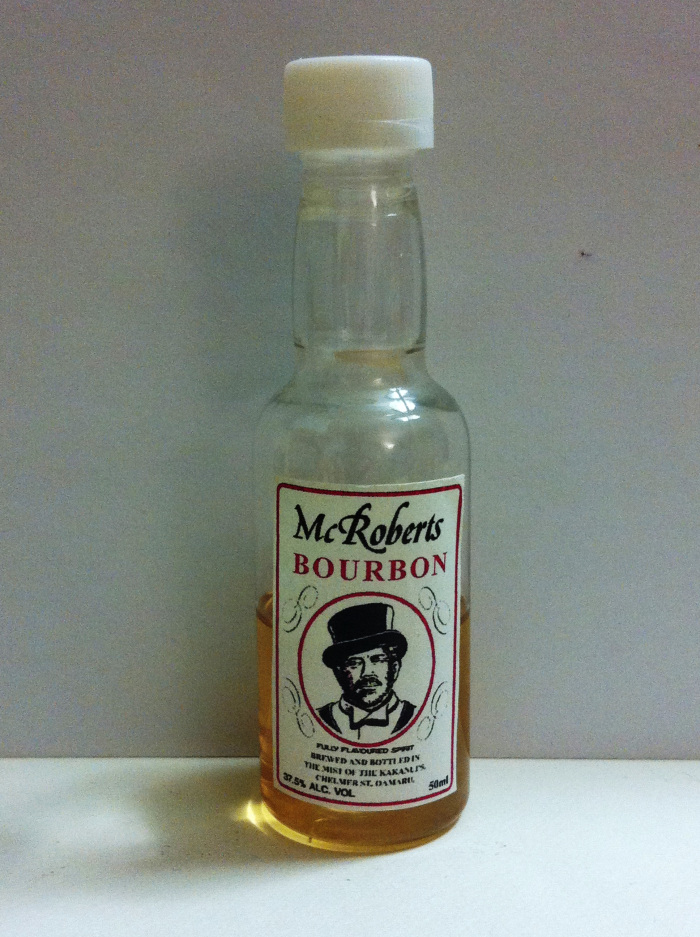 McRoberts
BOURBON
FULLY FLAVOURED SPIRIT
BREWED AND BOTTLED IN
THE MIST OF THE KAKANUI'S,
CHELMER ST, OAMARU.
37.5% ALC. VOL
50ml